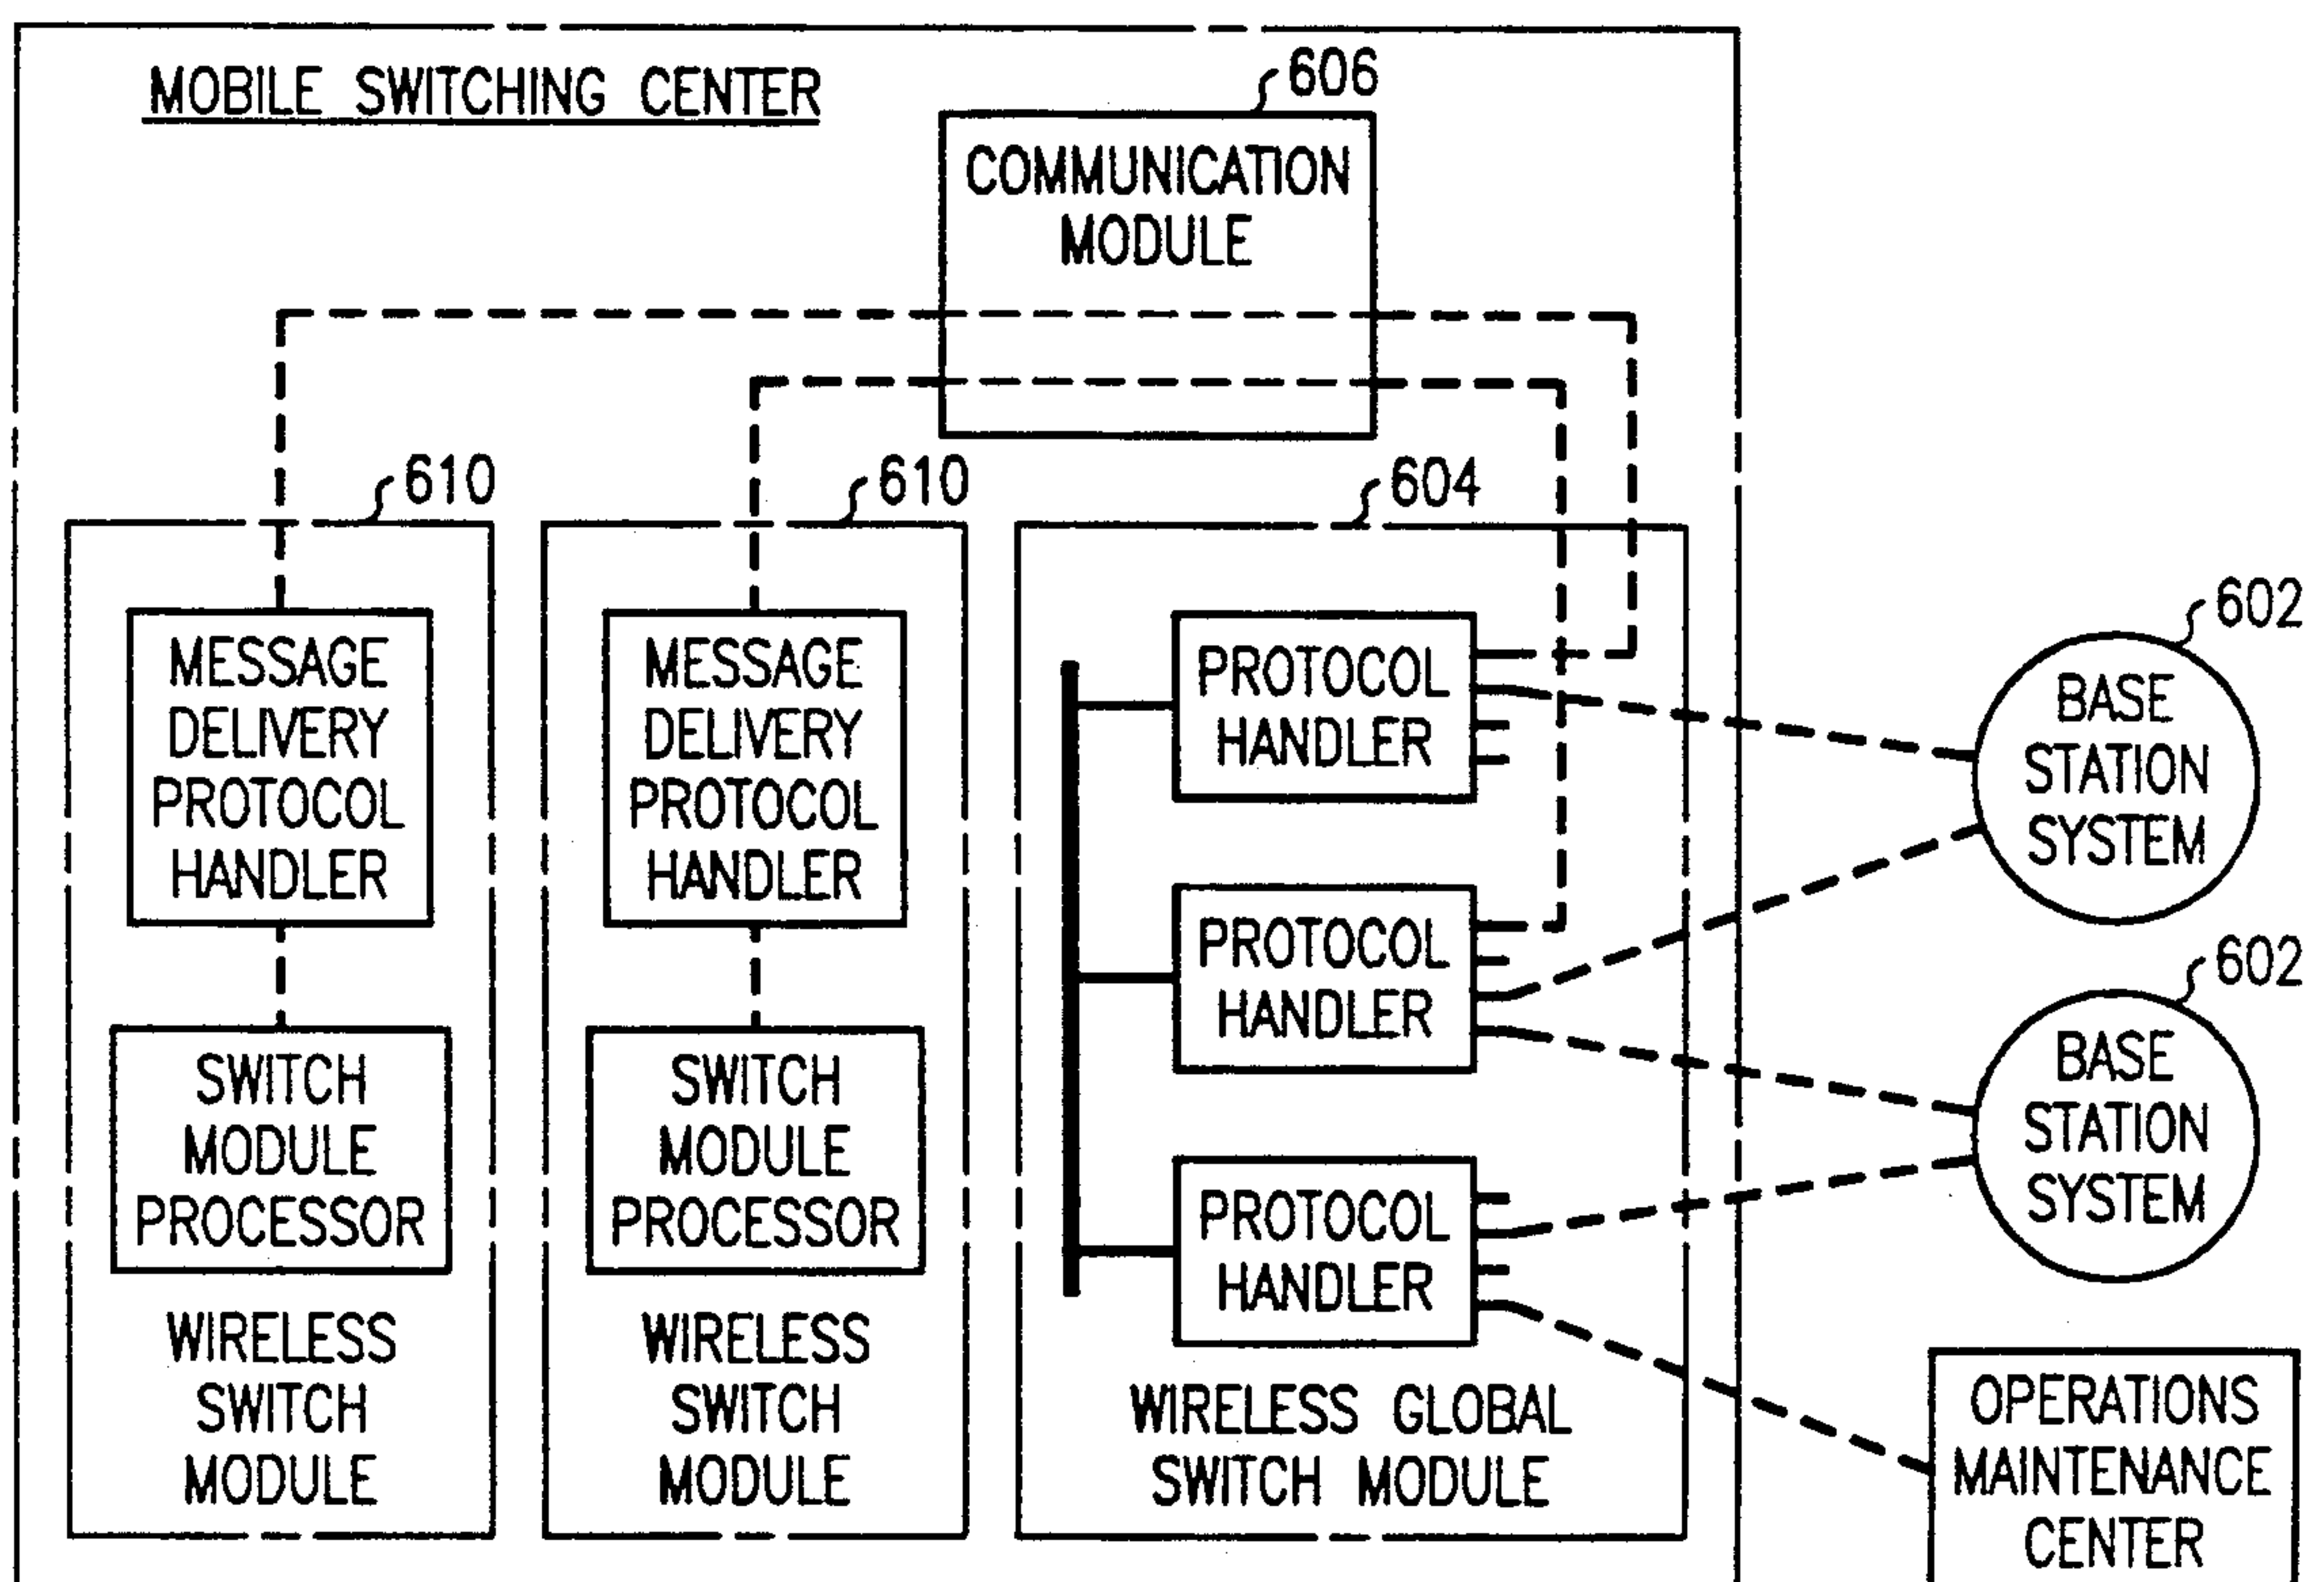 MOBILE SWITCHING CENTER
606
COMMUNICATION
MODULE
610
610
604
MESSAGE
DELIVERY
PROTOCOL
HANDLER
SWITCH
MODULE
PROCESSOR
WIRELESS
SWITCH
MODULE
MESSAGE
DELIVERY
PROTOCOL
HANDLER
SWITCH
MODULE
PROCESSOR
WIRELESS
SWITCH
MODULE
PROTOCOL
HANDLER
PROTOCOL
HANDLER
PROTOCOL
HANDLER
WIRELESS GLOBAL
SWITCH MODULE
602
BASE
STATION
SYSTEM
602
BASE
STATION
SYSTEM
OPERATIONS
MAINTENANCE
CENTER